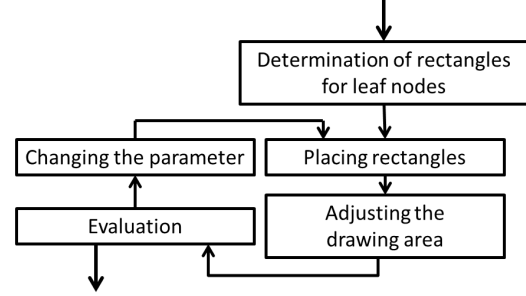 Determination of rectangles
for leaf nodes
Changing the parameter
Placing rectangles
Evaluation
Adjusting the
drawing area